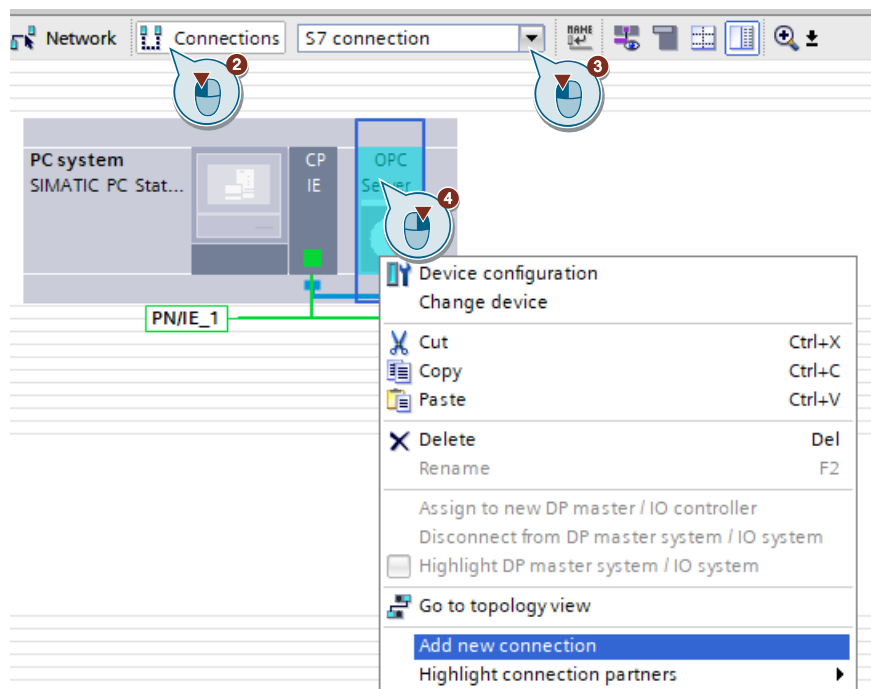 Network Connections S7 connection NAME
2 3
PC system CP OPC
SIMATIC PC Stat... IE Server
4
Device configuration
Change device
PN/IE_1
Cut Ctrl+X
Copy Ctrl+C
Paste Ctrl+V
Delete Del
Rename F2
Assign to new DP master / IO controller
Disconnect from DP master system / IO system
Highlight DP master system / IO system
Go to topology view
Add new connection
Highlight connection partners